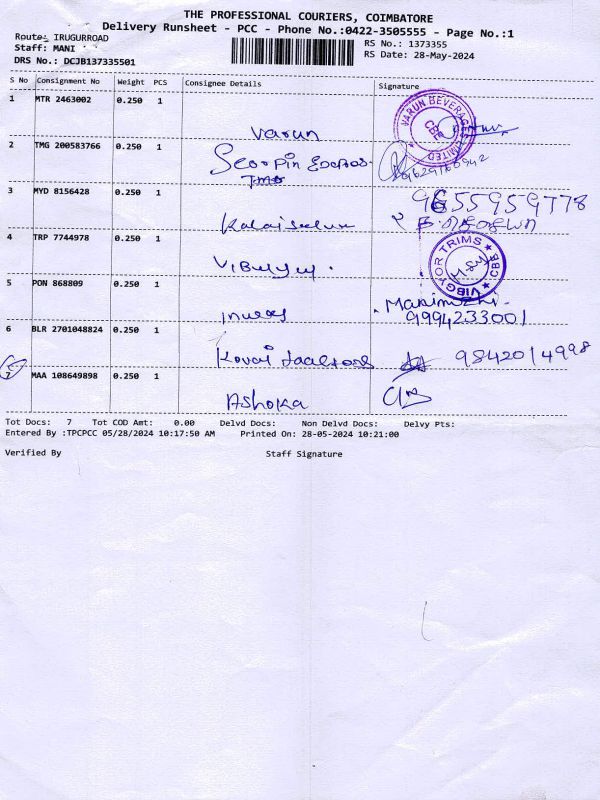 THE PROFESSIONAL COURIERS, COIMBATORE
Delivery Runsheet - PCC - Phone No.:0422-3505555 - Page No.:1
Route: IRUGURROAD
Staff: MANI
DRS No.: DCJB137335501
RS No.: 1373355
RS Date: 28-May-2024
S No Consignment No Weight PCS Consignee Details Signature
1 MTR 2463002 0.250 1 Varun
VARUN BEVERAGES LIMITED CBE
2 TMG 200583766 0.250 1
3 MYD 8156428 0.250 1 9655959778
4 TRP 7744978 0.250 1
VIBGYOR TRIMS CBE
5 PON 868809 0.250 1 Manimozhi
9994233001
6 BLR 2701048824 0.250 1 Kovai 9842014998
7 MAA 108649898 0.250 1 Ashoka
Tot Docs: 7 Tot COD Amt: 0.00 Delvd Docs: Non Delvd Docs: Delvy Pts:
Entered By :TPCPCC 05/28/2024 10:17:50 AM Printed On: 28-05-2024 10:21:00
Verified By Staff Signature